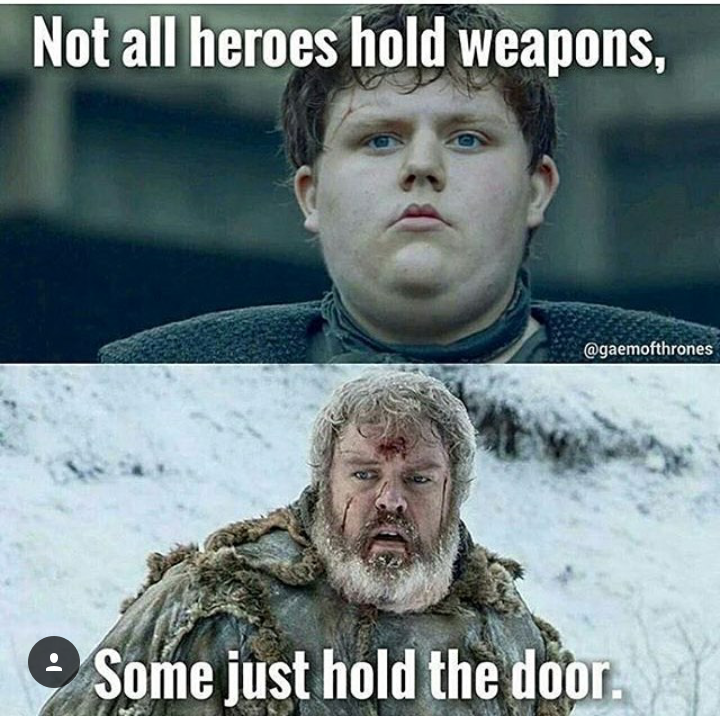 Not all heroes hold weapons,
@gaemofthrones
Some just hold the door.